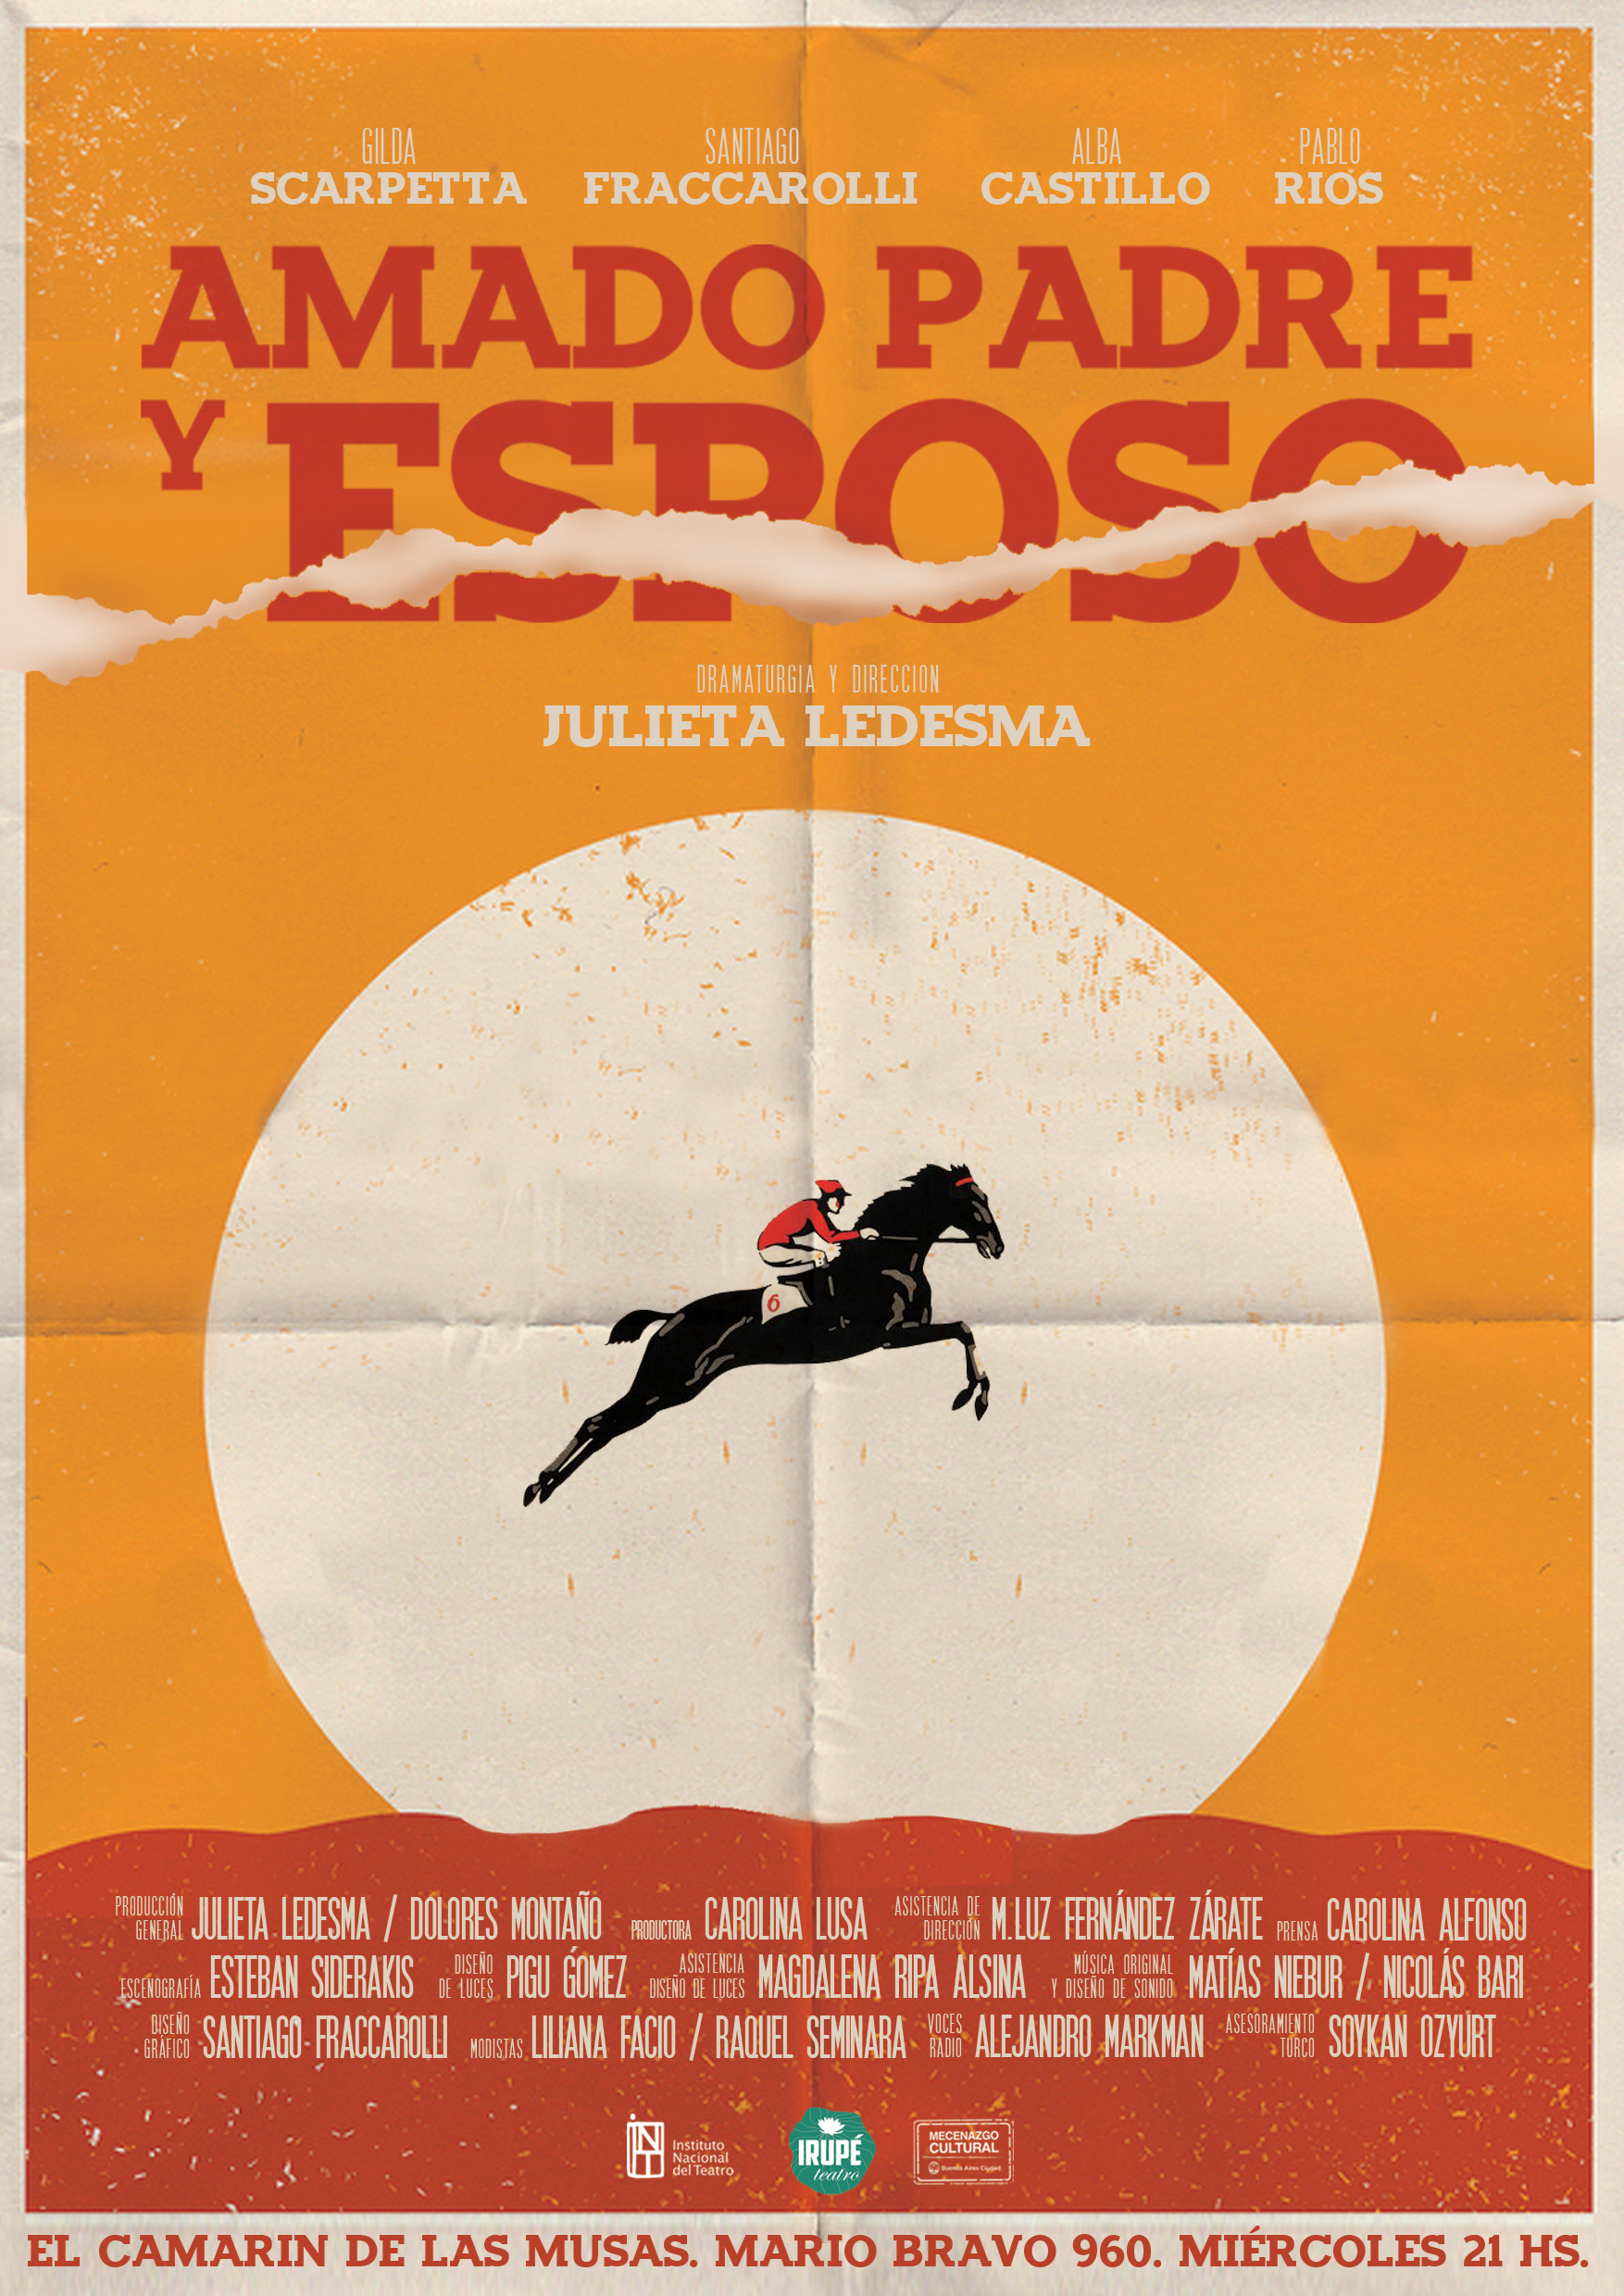 GILDA SANTIAGO ALBA PABLO
SCARPETTA FRACCAROLLI CASTILLO RIOS
AMADO PADRE
Y ESPOSO
DRAMATURGIA Y DIRECCION
JULIETA LEDESMA
6
PRODUCCIÓN GENERAL JULIETA LEDESMA / DOLORES MONTAÑO PRODUCTORA CAROLINA LUSA ASISTENCIA DE DIRECCIÓN M.LUZ FERNÁNDEZ ZÁRATE PRENSA CAROLINA ALFONSO
ESCENOGRAFÍA ESTEBAN SIDERAKIS DISEÑO DE LUCES PIGU GÓMEZ ASISTENCIA DISEÑO DE LUCES MAGDALENA RIPA ALSINA MÚSICA ORIGINAL Y DISEÑO DE SONIDO MATÍAS NIEBUR / NICOLÁS BARI
DISEÑO GRÁFICO SANTIAGO FRACCAROLLI MODISTAS LILIANA FACIO / RAQUEL SEMINARA VOCES RADIO ALEJANDRO MARKMAN ASESORAMIENTO TURCO SOYKAN OZYURT
INT
Instituto
Nacional
del Teatro
IRUPÉ
teatro
MECENAZGO
CULTURAL
Buenos Aires Ciudad
EL CAMARIN DE LAS MUSAS. MARIO BRAVO 960. MIÉRCOLES 21 HS.